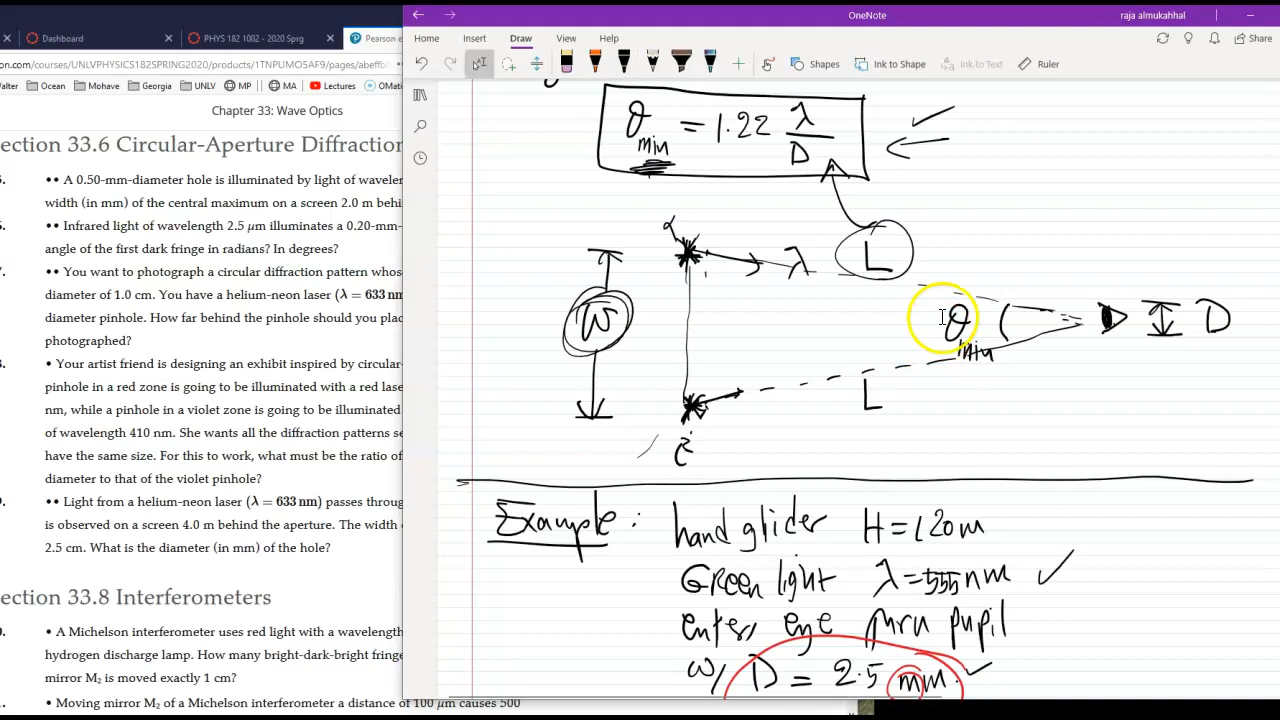 OneNote
raja almukahhal
Dashboard
PHYS 182 1002 - 2020 Sprg
Pearson e
Home Insert Draw View Help
Share
on.com/courses/UNLVPHYSICS182SPRING2020/products/1TNPUMOSAF9/pages/abeffb
Shapes
Ink to Shape
Ink to Text
Ruler
alter Ocean Mohave Georgia UNLV MP MA Lectures OMati
Chapter 33: Wave Optics
ection 33.6 Circular-Aperture Diffraction
•• A 0.50-mm-diameter hole is illuminated by light of wavelen
width (in mm) of the central maximum on a screen 2.0 m behi
•• Infrared light of wavelength 2.5 μm illuminates a 0.20-mm-
angle of the first dark fringe in radians? In degrees?
•• You want to photograph a circular diffraction pattern whos
diameter of 1.0 cm. You have a helium-neon laser (λ = 633 nm
diameter pinhole. How far behind the pinhole should you place
photographed?
• Your artist friend is designing an exhibit inspired by circular-
pinhole in a red zone is going to be illuminated with a red lase
nm, while a pinhole in a violet zone is going to be illuminated
of wavelength 410 nm. She wants all the diffraction patterns se
have the same size. For this to work, what must be the ratio of
diameter to that of the violet pinhole?
•• Light from a helium-neon laser (λ = 633 nm) passes throug
is observed on a screen 4.0 m behind the aperture. The width o
2.5 cm. What is the diameter (in mm) of the hole?
ection 33.8 Interferometers
• A Michelson interferometer uses red light with a wavelength
hydrogen discharge lamp. How many bright-dark-bright fringe
mirror M₂ is moved exactly 1 cm?
• Moving mirror M₂ of a Michelson interferometer a distance of 100 μm causes 500
θmin = 1.22 λ/D
λ
L
W
θmin
D
L
Example:
hand glider H = 120m
Green light λ = 555 nm
enters eye thru pupil
w/ D = 2.5 mm.